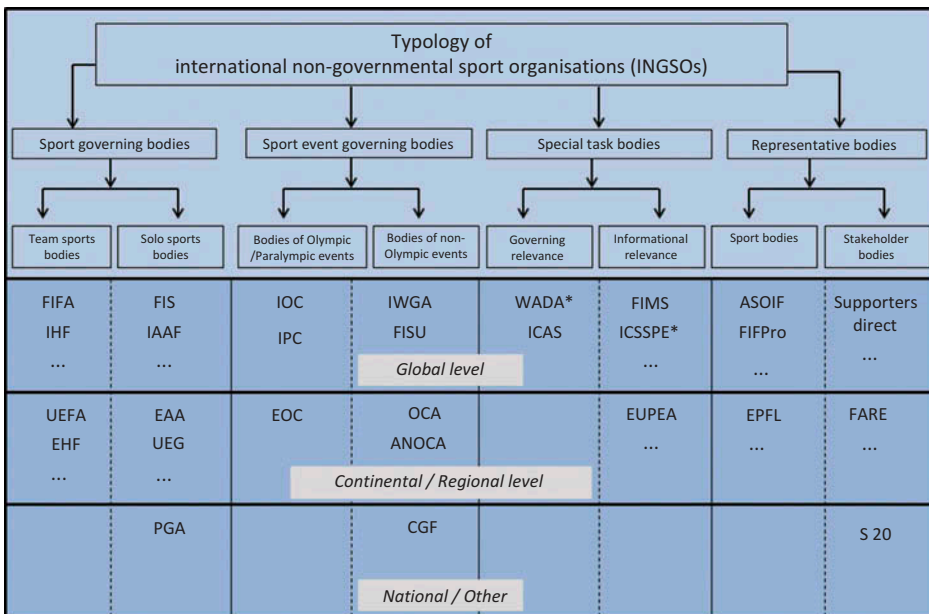 Typology of
international non-governmental sport organisations (INGSOs)
Sport governing bodies
Sport event governing bodies
Special task bodies
Representative bodies
Team sports
bodies
Solo sports
bodies
Bodies of Olympic
/Paralympic events
Bodies of non-
Olympic events
Governing
relevance
Informational
relevance
Sport bodies
Stakeholder
bodies
FIFA FIS IOC IWGA WADA* FIMS ASOIF Supporters
direct
IHF IAAF IPC FISU ICAS ICSSPE* FIFPro
... ... ... ... ...
Global level
UEFA EAA EOC OCA EUPEA EPFL FARE
EHF UEG ANOCA ... ... ...
... ...
Continental / Regional level
PGA CGF S 20
National / Other